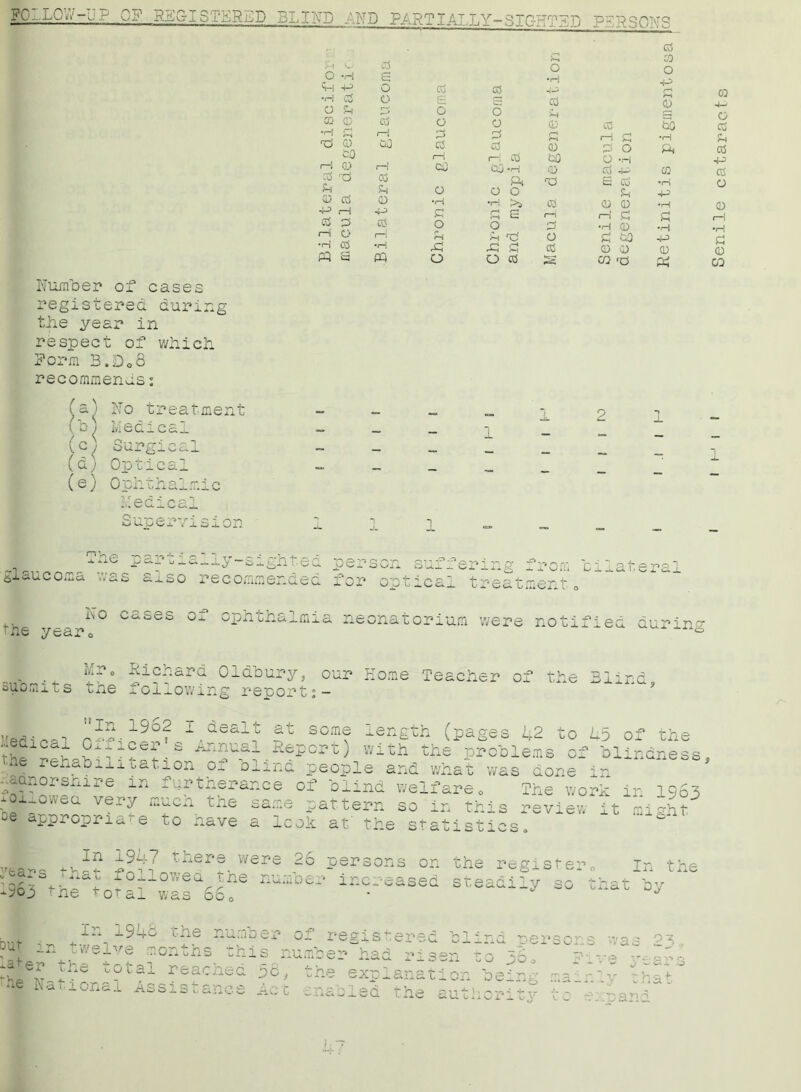 FOLLOW-UP OF REGISTERED BLIND AND PARTIALLY-SIGHTED PERSONS
Bilateral disciform
macula degeneratic
Bilateral glaucoma
Chronic glaucoma
Chronic glaucoma
and myopia
Macula degeneration
Senne macula
degeneration
Retinitis pigmentosa
Senile cataracts
Number of cases
registered during
the year in
respect of which
Form B.D.8
recommends:
(a) No treatment - - - - 1 2 1 -
(b) Medical - - - 1 - - - -
(c) Surgical - - - - - - - 1
(d) Optical - - - - - - -
(e) Ophthalmic
Medical
Supervision 1 1 1 - - - - -
The partially-sighted person suffering from bilateral
glaucoma was also recommended for optical treatment.
No cases of ophthalmia neonatorium were notified during
the year.
Mr. Richard Oldbury, our Home Teacher of the Blind,
submits the following report:-
"In 1962 I dealt at some length (pages 42 to 45 of the
Medical Officer's Annual Report) with the problems of blindness,
the rehabilitation of blind people and what was done in
Radnorshire in furtherance of blind welfare. The work in 1963
followed very much the same pattern so in this review it might
be appropriate to have a look at the statistics.
In 1947 there were 26 persons on the register. In the
years that followed the number increased steadily so that by
1963 the total was 66.
In 1948 the number of registered blind persons was 23,
but in twelve months this number had risen to 36. Five years
later the total reached 58, the explanation being mainly that
the National Assistance Act enabled the authority to expand
47